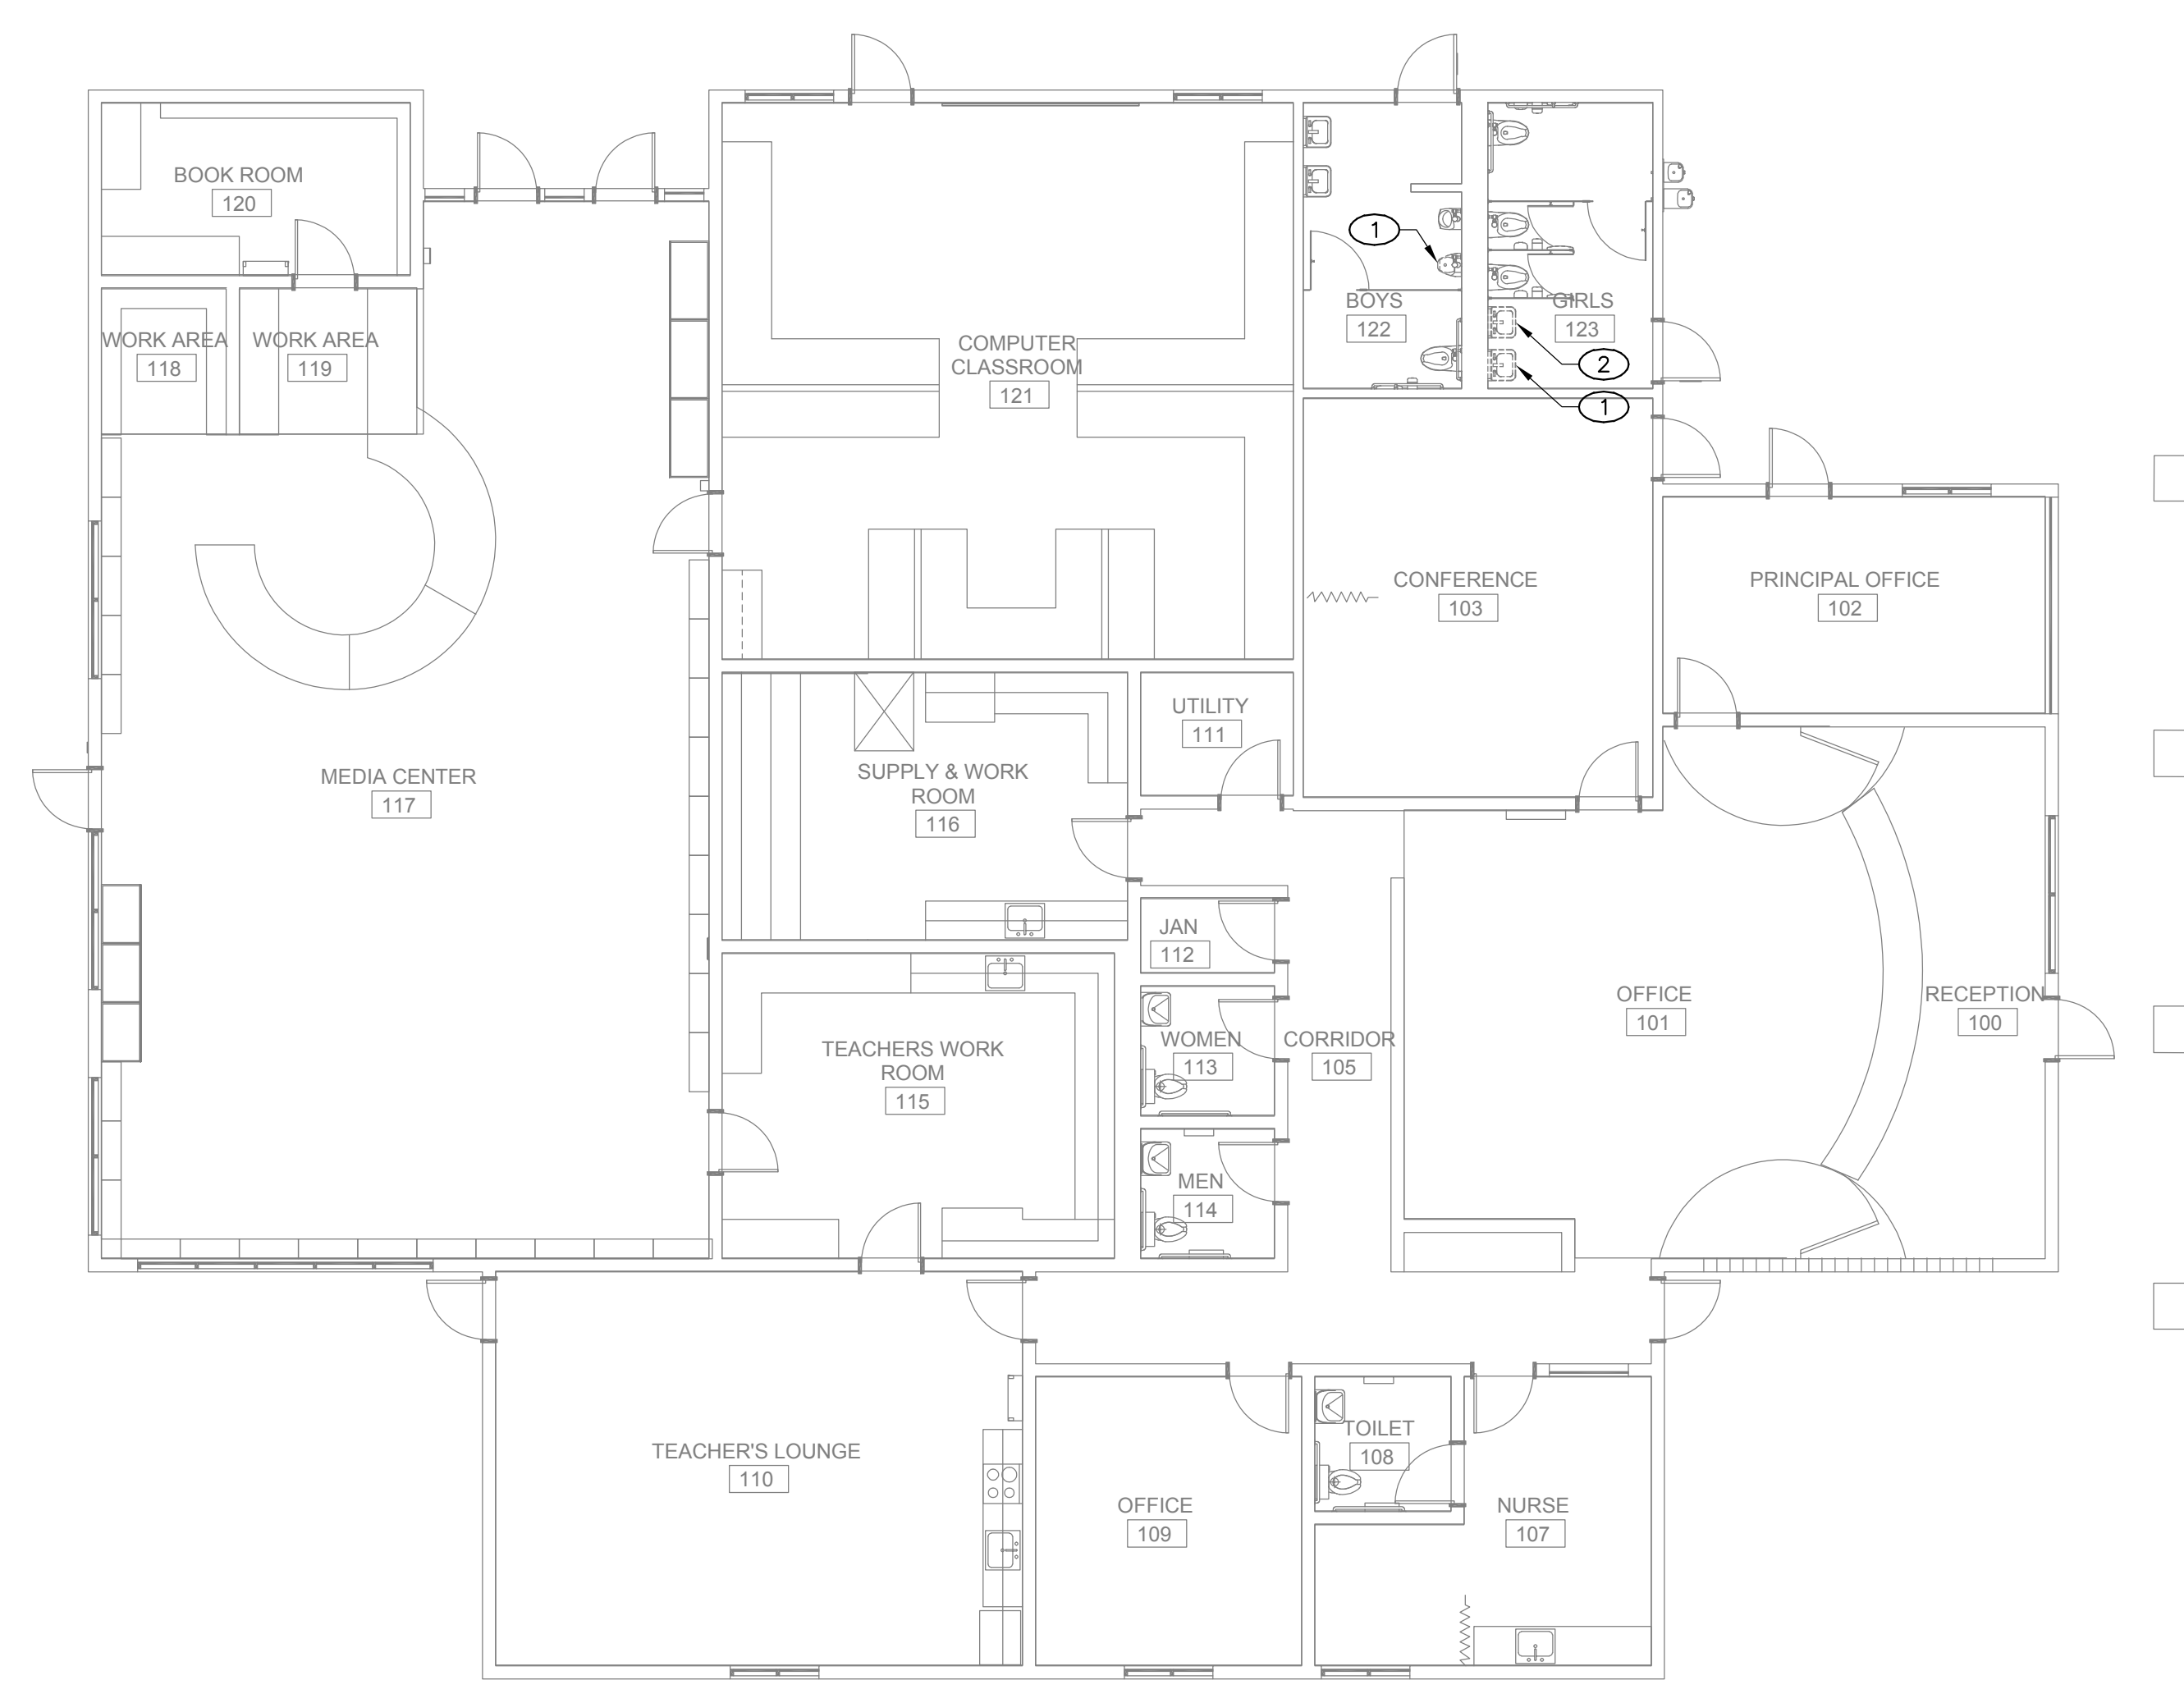 BOOK ROOM
120
WORK AREA
118
WORK AREA
119
COMPUTER
CLASSROOM
121
1
BOYS
122
GIRLS
123
2
1
CONFERENCE
103
PRINCIPAL OFFICE
102
MEDIA CENTER
117
SUPPLY & WORK
ROOM
116
UTILITY
111
JAN
112
WOMEN
113
CORRIDOR
105
OFFICE
101
RECEPTION
100
TEACHERS WORK
ROOM
115
MEN
114
TEACHER'S LOUNGE
110
OFFICE
109
TOILET
108
NURSE
107